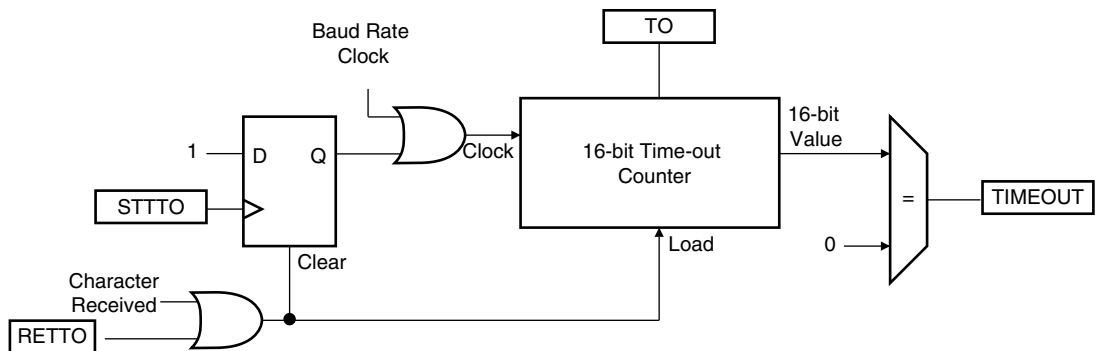 TO
Baud Rate
Clock
16-bit
Value
1
D
Q
Clock
16-bit Time-out
Counter
=
TIMEOUT
STTTO
0
Clear
Load
Character
Received
RETTO